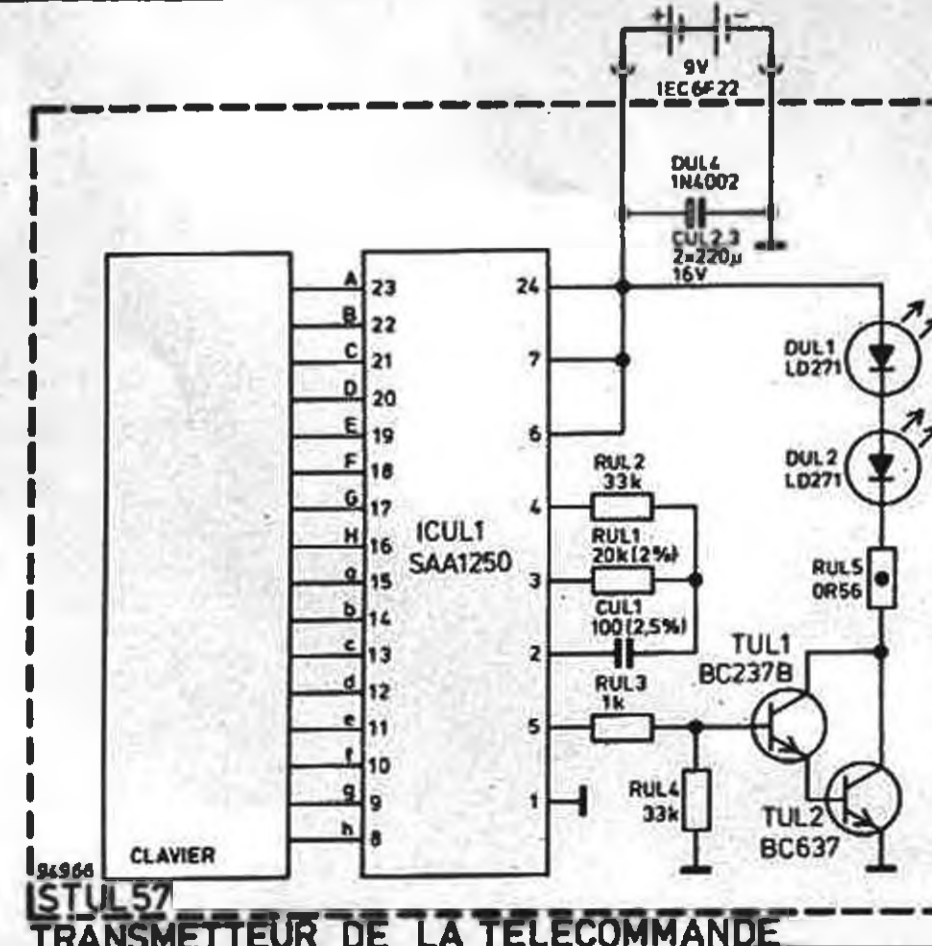 + -
9V
1EC6F22
DUL4
1N4002
CUL2.3
2=220µ
16V
A 23
B 22
C 21
D 20
E 19
F 18
G 17
H 16
a 15
b 14
c 13
d 12
e 11
f 10
g 9
h 8
CLAVIER
ICUL1
SAA1250
24
7
6
4
3
2
5
1
RUL2
33k
RUL1
20k(2%)
CUL1
100(2,5%)
RUL3
1k
RUL4
33k
DUL1
LD271
DUL2
LD271
RUL5
0R56
TUL1
BC237B
TUL2
BC637
94966
STUL57
TRANSMETTEUR DE LA TELECOMMANDE